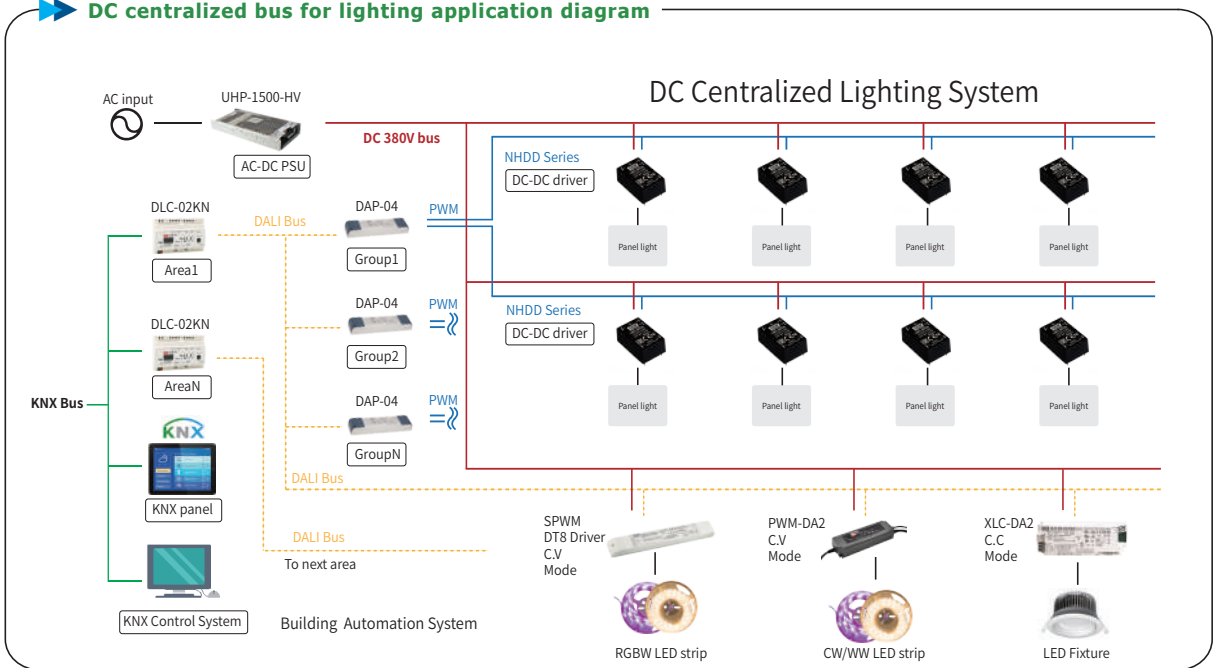 DC centralized bus for lighting application diagram
AC input
UHP-1500-HV
AC-DC PSU
DC 380V bus
DC Centralized Lighting System
NHDD Series
DC-DC driver
Panel light
Panel light
Panel light
Panel light
DLC-02KN
Area1
DALI Bus
DAP-04
PWM
Group1
NHDD Series
DC-DC driver
Panel light
Panel light
Panel light
Panel light
DAP-04
PWM
Group2
DLC-02KN
AreaN
DAP-04
PWM
GroupN
KNX Bus
KNX
KNX panel
DALI Bus
DALI Bus
To next area
KNX Control System
Building Automation System
SPWM
DT8 Driver
C.V
Mode
RGBW LED strip
PWM-DA2
C.V
Mode
CW/WW LED strip
XLC-DA2
C.C
Mode
LED Fixture